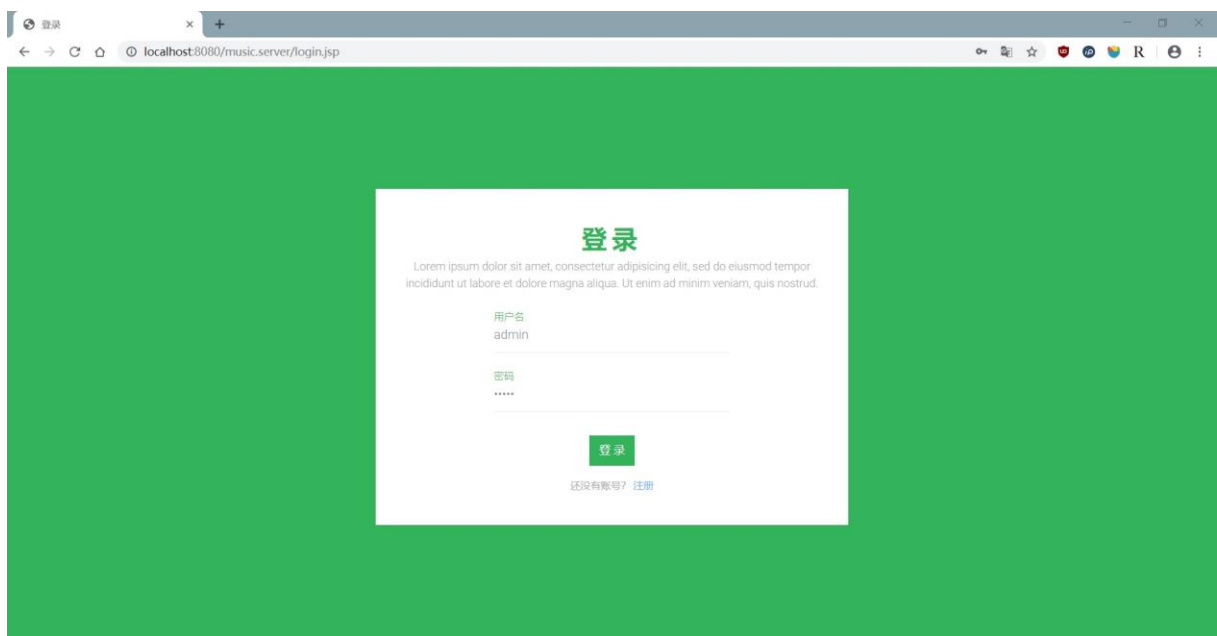 登录
localhost:8080/music.server/login.jsp
R
登录
Lorem ipsum dolor sit amet, consectetur adipisicing elit, sed do eiusmod tempor
incididunt ut labore et dolore magna aliqua. Ut enim ad minim veniam, quis nostrud.
用户名
admin
密码
•••••
登录
还没有账号? 注册